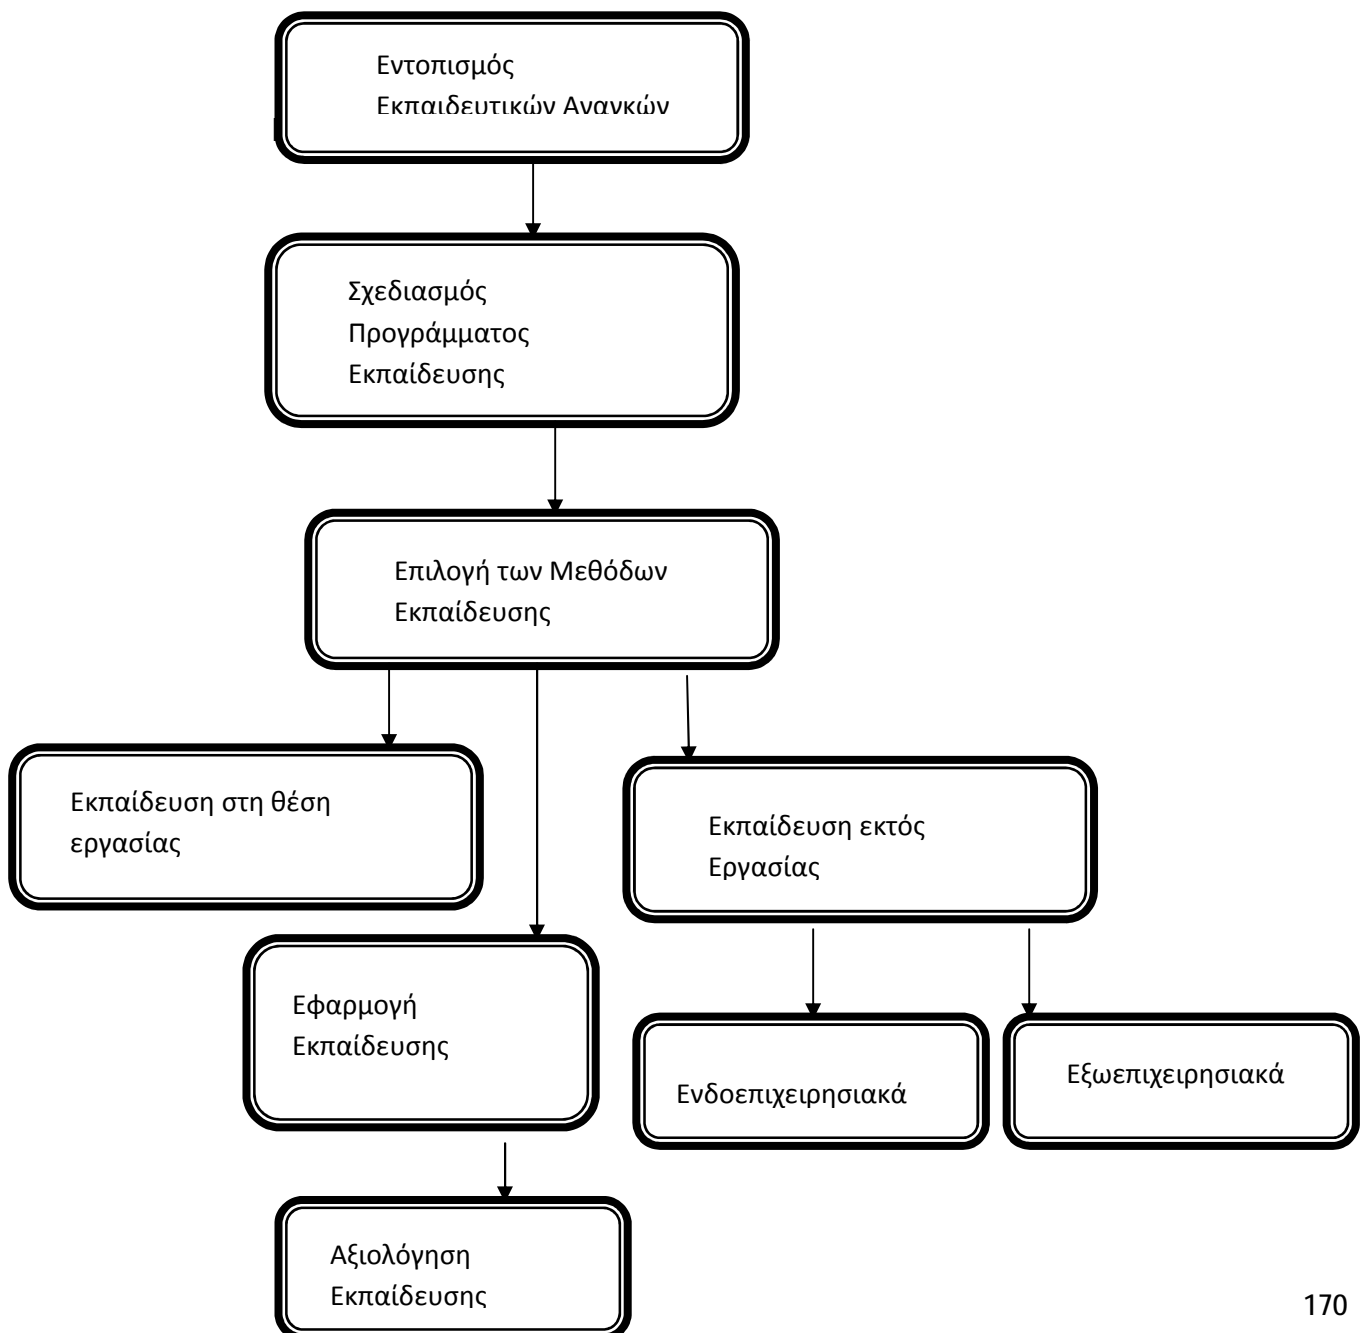 Εντοπισμός
Εκπαιδευτικών Αναγκών
Σχεδιασμός
Προγράμματος
Εκπαίδευσης
Επιλογή των Μεθόδων
Εκπαίδευσης
Εκπαίδευση στη θέση
εργασίας
Εκπαίδευση εκτός
Εργασίας
Εφαρμογή
Εκπαίδευσης
Ενδοεπιχειρησιακά
Εξωεπιχειρησιακά
Αξιολόγηση
Εκπαίδευσης
170